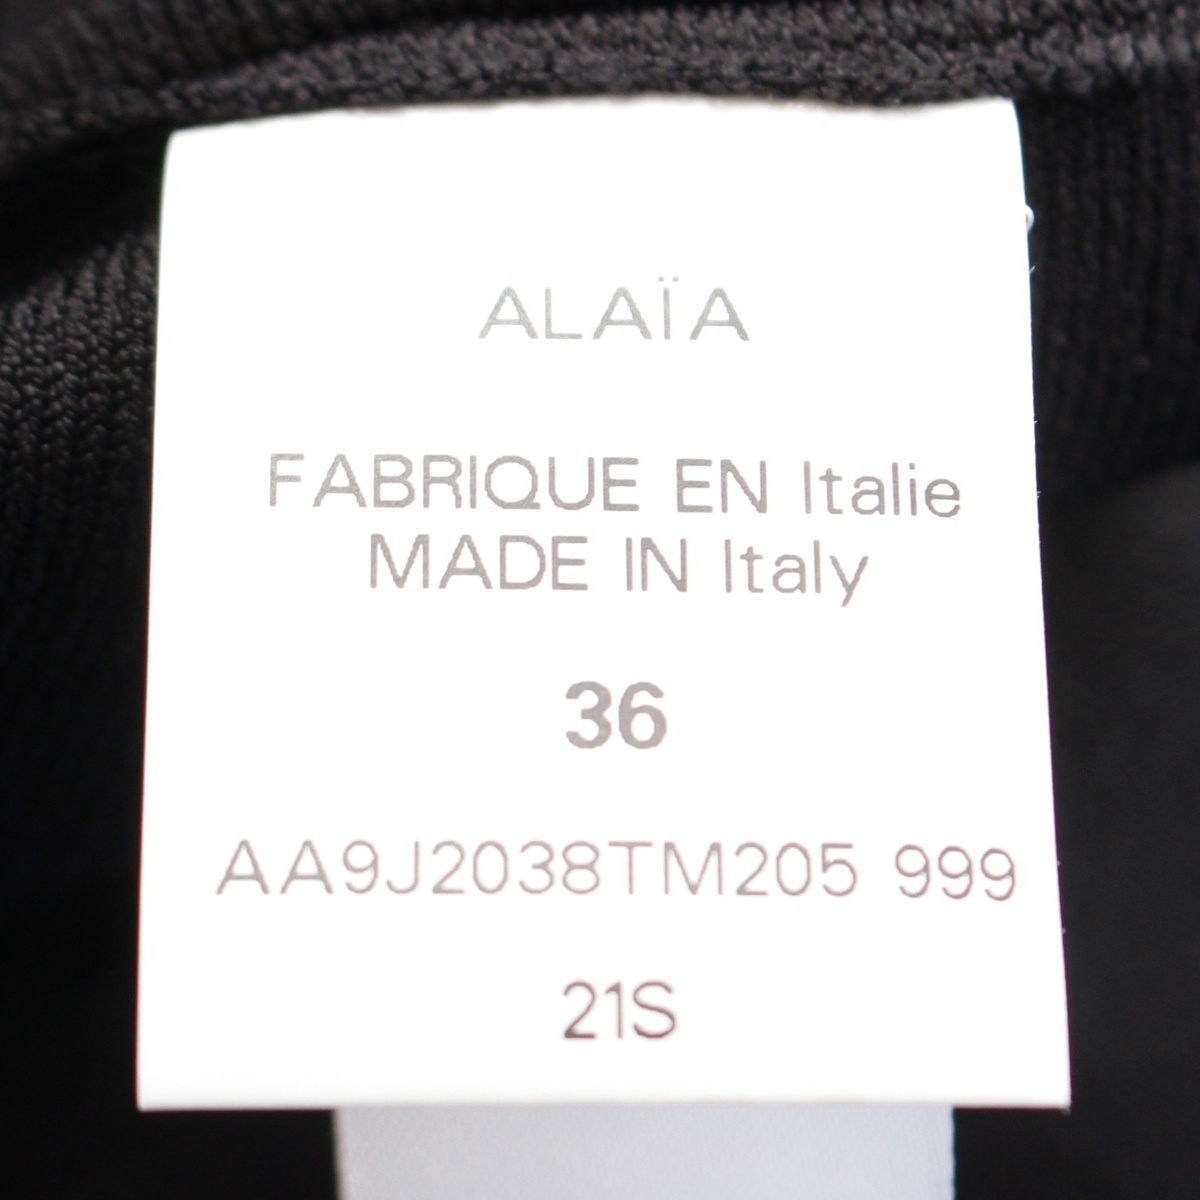 ALAÏA
FABRIQUE EN Italie
MADE IN Italy
36
AA9J2038TM205 999
21S